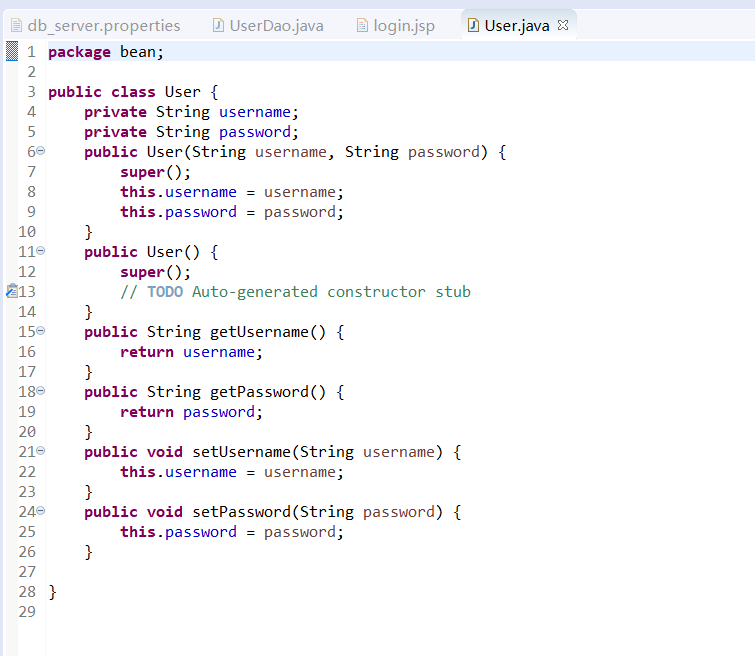 db_server.properties UserDao.java login.jsp User.java
1 package bean;
2
3 public class User {
4 private String username;
5 private String password;
6 public User(String username, String password) {
7 super();
8 this.username = username;
9 this.password = password;
10 }
11 public User() {
12 super();
13 // TODO Auto-generated constructor stub
14 }
15 public String getUsername() {
16 return username;
17 }
18 public String getPassword() {
19 return password;
20 }
21 public void setUsername(String username) {
22 this.username = username;
23 }
24 public void setPassword(String password) {
25 this.password = password;
26 }
27
28 }
29